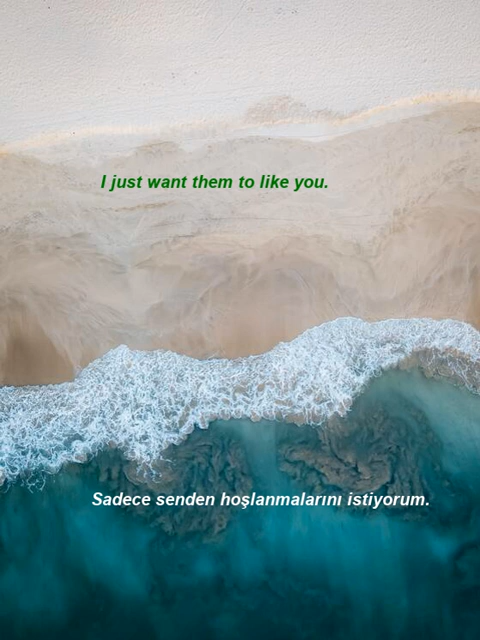 I just want them to like you.
Sadece senden hoşlanmalarını istiyorum.